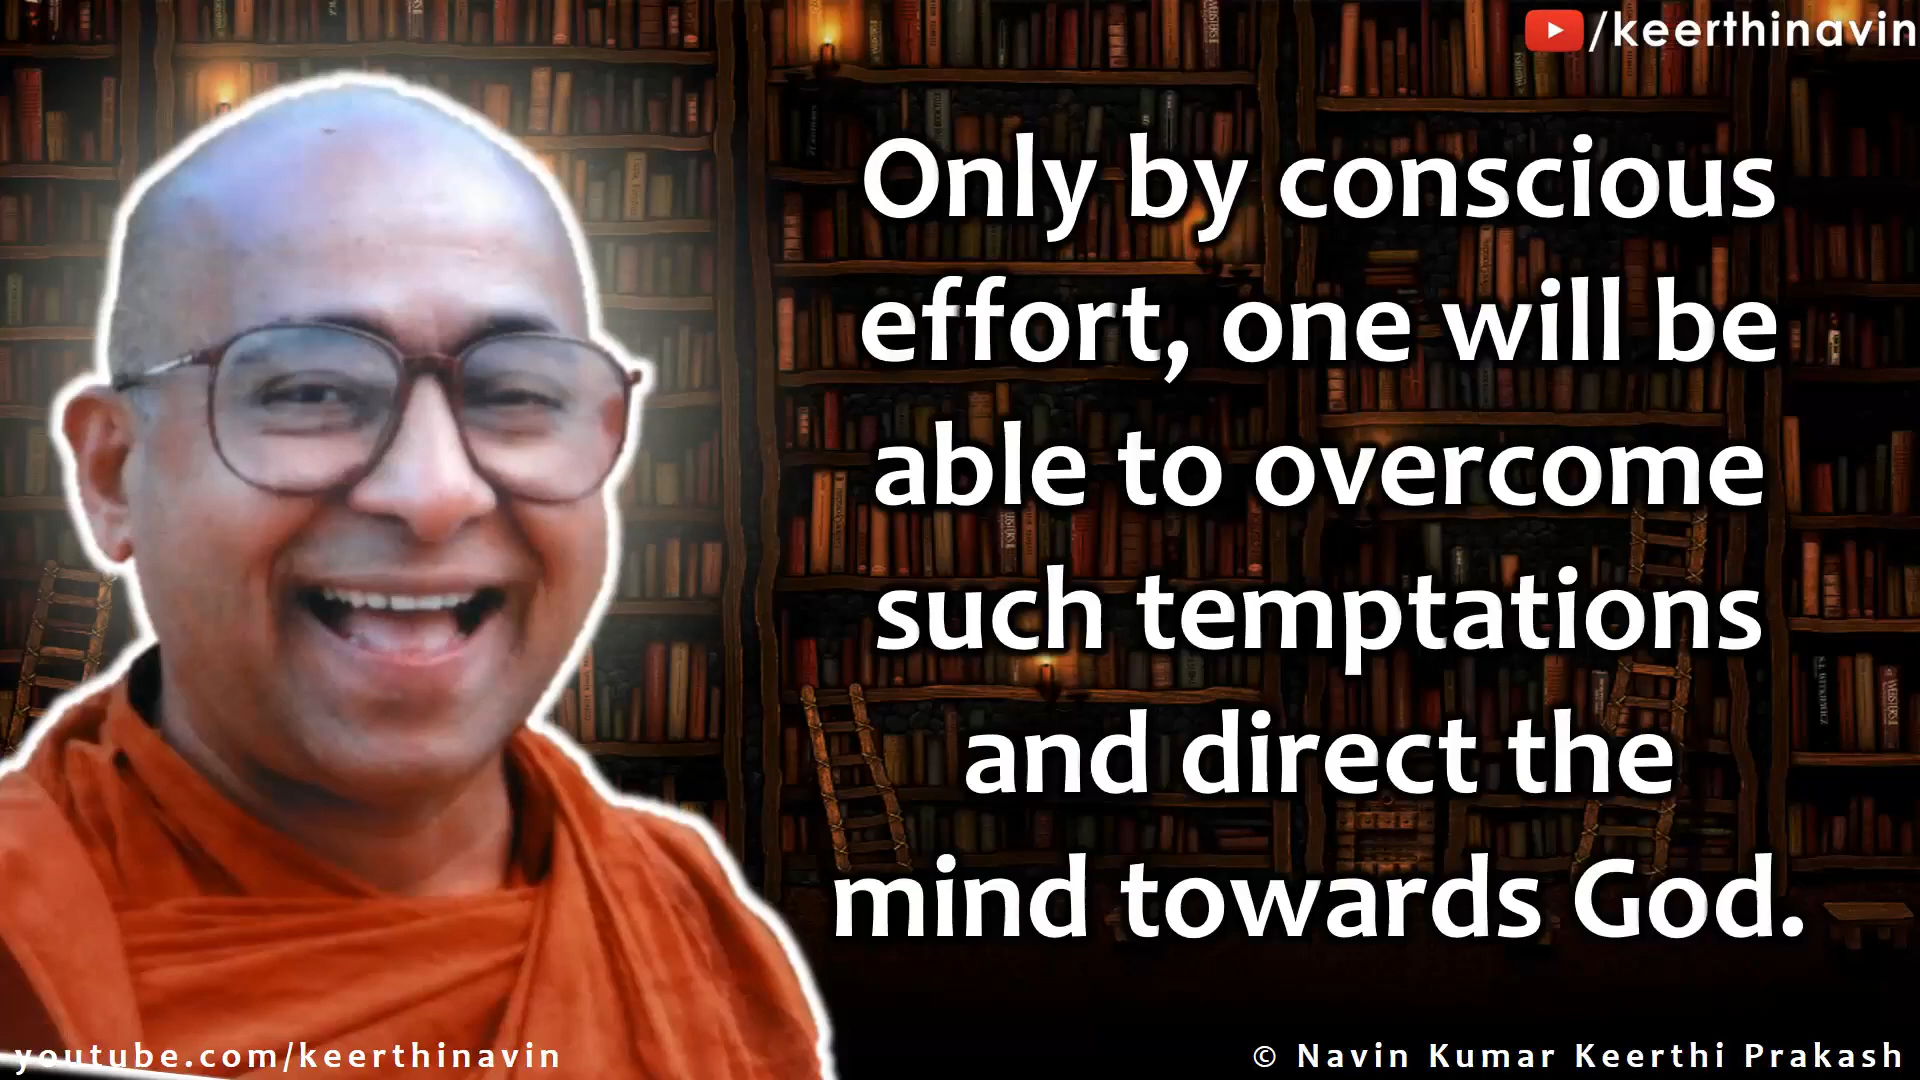 /keerthinavin
Only by conscious
effort, one will be
able to overcome
such temptations
and direct the
mind towards God.
youtube.com/keerthinavin
© Navin Kumar Keerthi Prakash